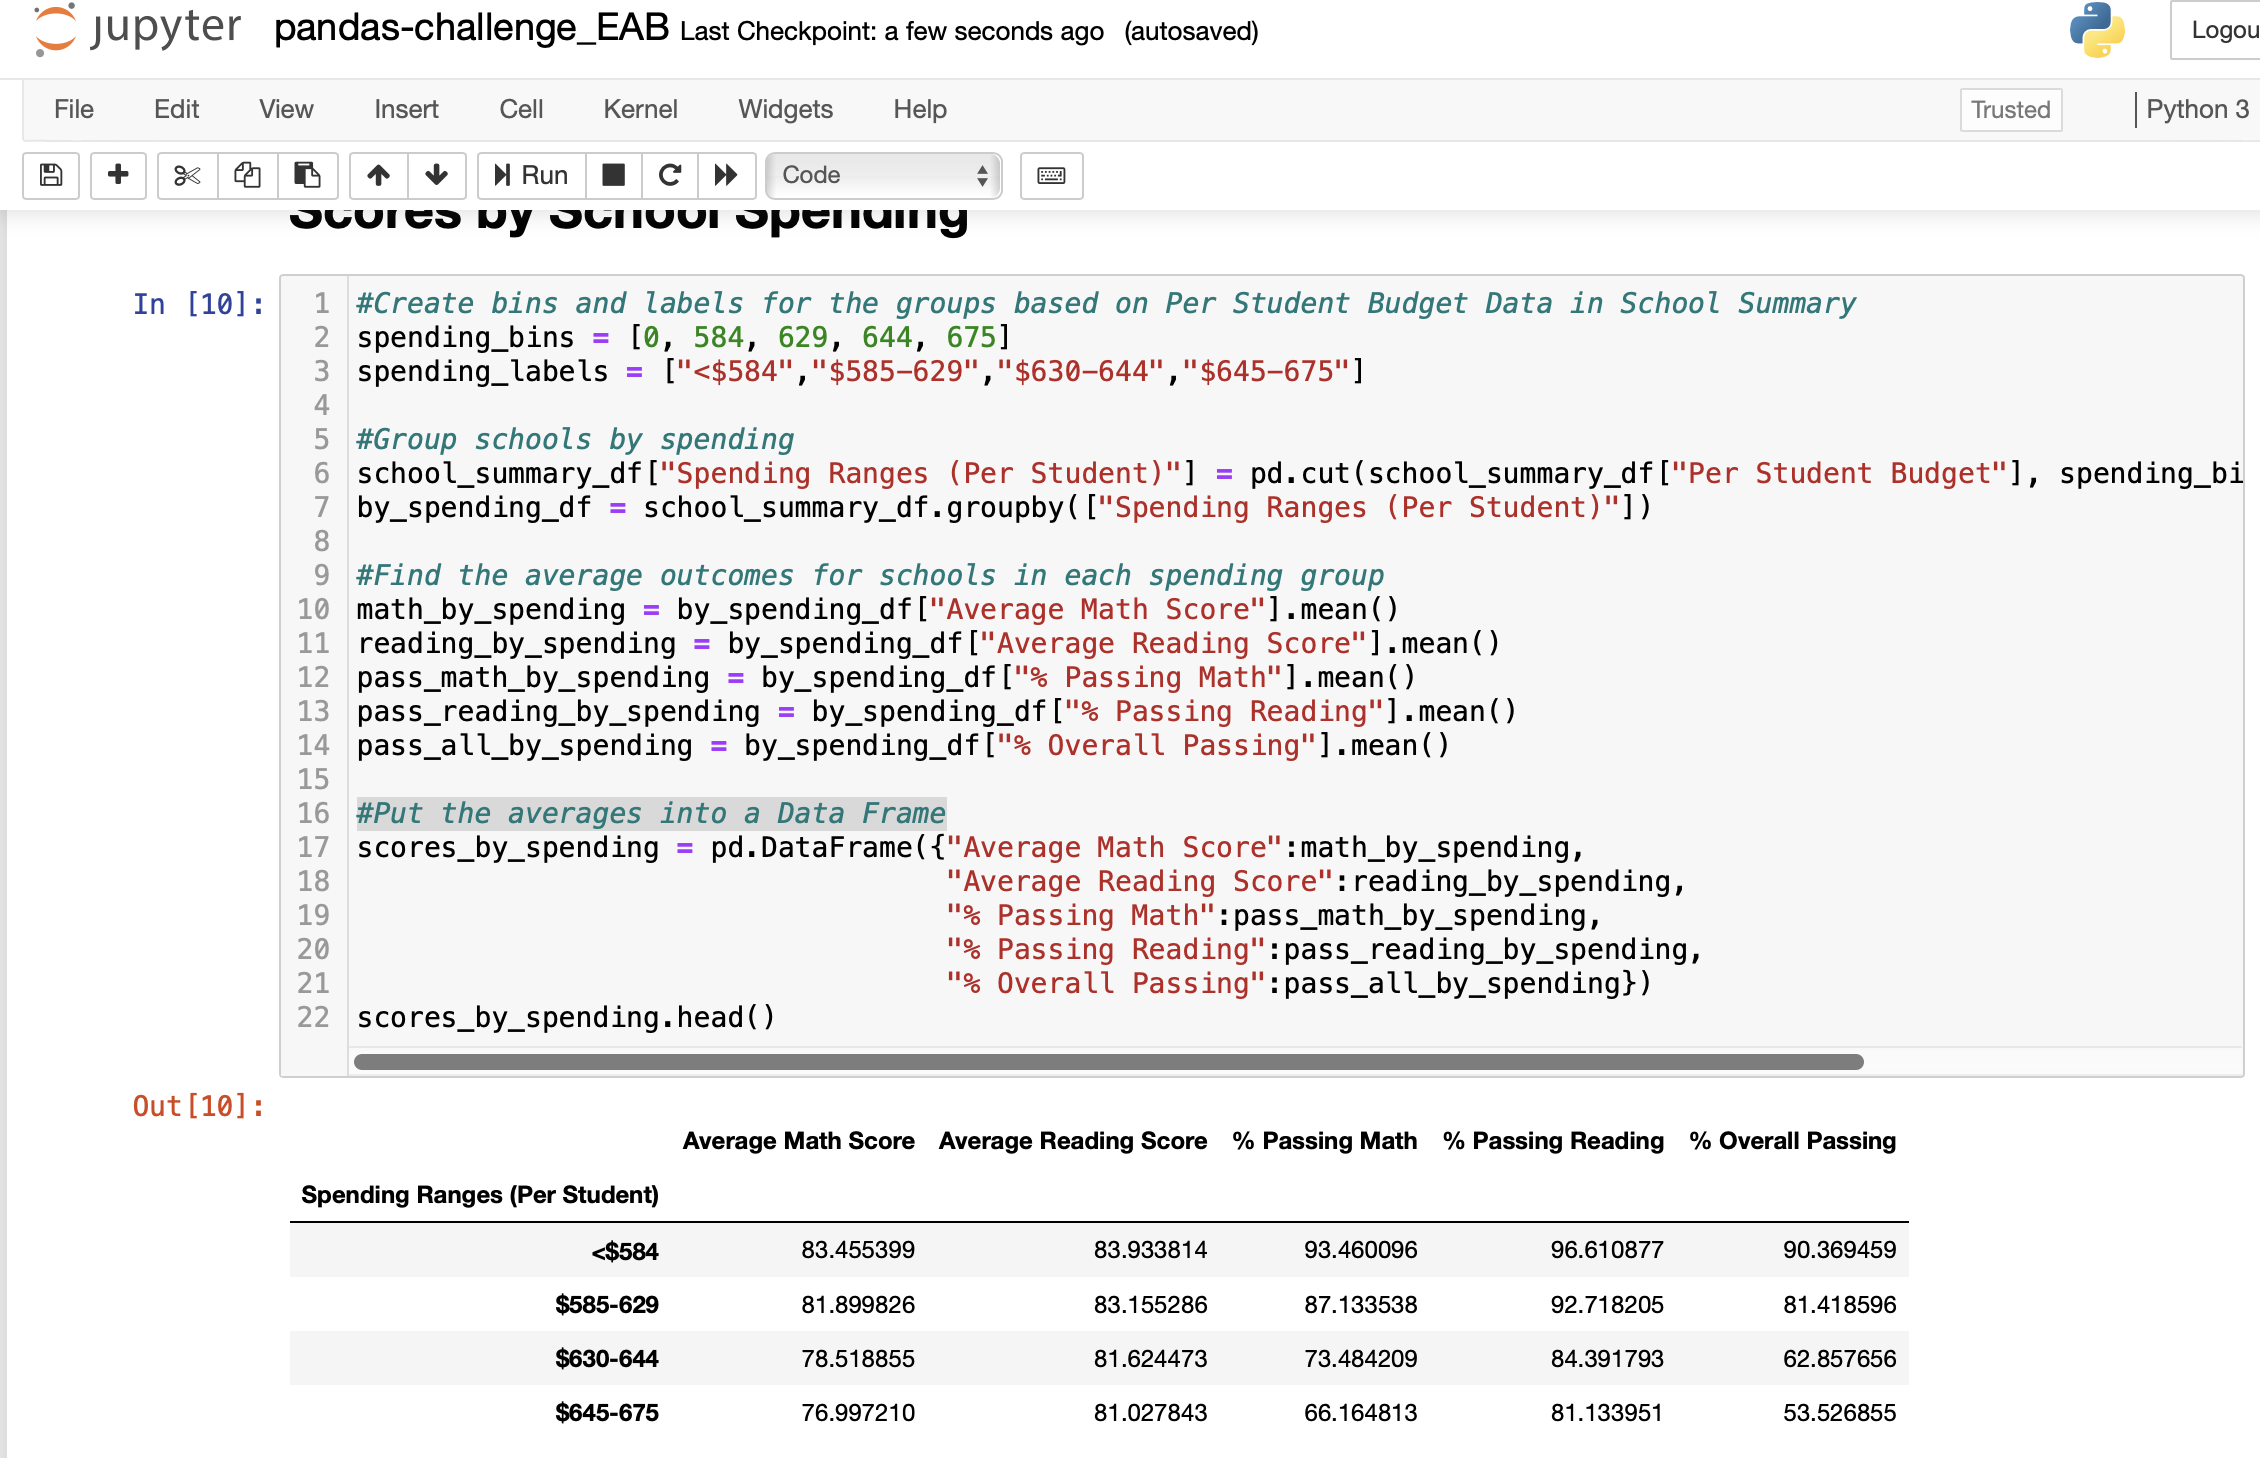 jupyter pandas-challenge_EAB Last Checkpoint: a few seconds ago (autosaved)
Logou
File Edit View Insert Cell Kernel Widgets Help Trusted Python 3
Run Code
Scores by School Spending
In [10]:
1 #Create bins and labels for the groups based on Per Student Budget Data in School Summary
2 spending_bins = [0, 584, 629, 644, 675]
3 spending_labels = ["<$584","$585-629","$630-644","$645-675"]
4
5 #Group schools by spending
6 school_summary_df["Spending Ranges (Per Student)"] = pd.cut(school_summary_df["Per Student Budget"], spending_bi
7 by_spending_df = school_summary_df.groupby(["Spending Ranges (Per Student)"])
8
9 #Find the average outcomes for schools in each spending group
10 math_by_spending = by_spending_df["Average Math Score"].mean()
11 reading_by_spending = by_spending_df["Average Reading Score"].mean()
12 pass_math_by_spending = by_spending_df["% Passing Math"].mean()
13 pass_reading_by_spending = by_spending_df["% Passing Reading"].mean()
14 pass_all_by_spending = by_spending_df["% Overall Passing"].mean()
15
16 #Put the averages into a Data Frame
17 scores_by_spending = pd.DataFrame({"Average Math Score":math_by_spending,
18 "Average Reading Score":reading_by_spending,
19 "% Passing Math":pass_math_by_spending,
20 "% Passing Reading":pass_reading_by_spending,
21 "% Overall Passing":pass_all_by_spending})
22 scores_by_spending.head()
Out[10]:
Average Math Score Average Reading Score % Passing Math % Passing Reading % Overall Passing
Spending Ranges (Per Student)
<$584 83.455399 83.933814 93.460096 96.610877 90.369459
$585-629 81.899826 83.155286 87.133538 92.718205 81.418596
$630-644 78.518855 81.624473 73.484209 84.391793 62.857656
$645-675 76.997210 81.027843 66.164813 81.133951 53.526855